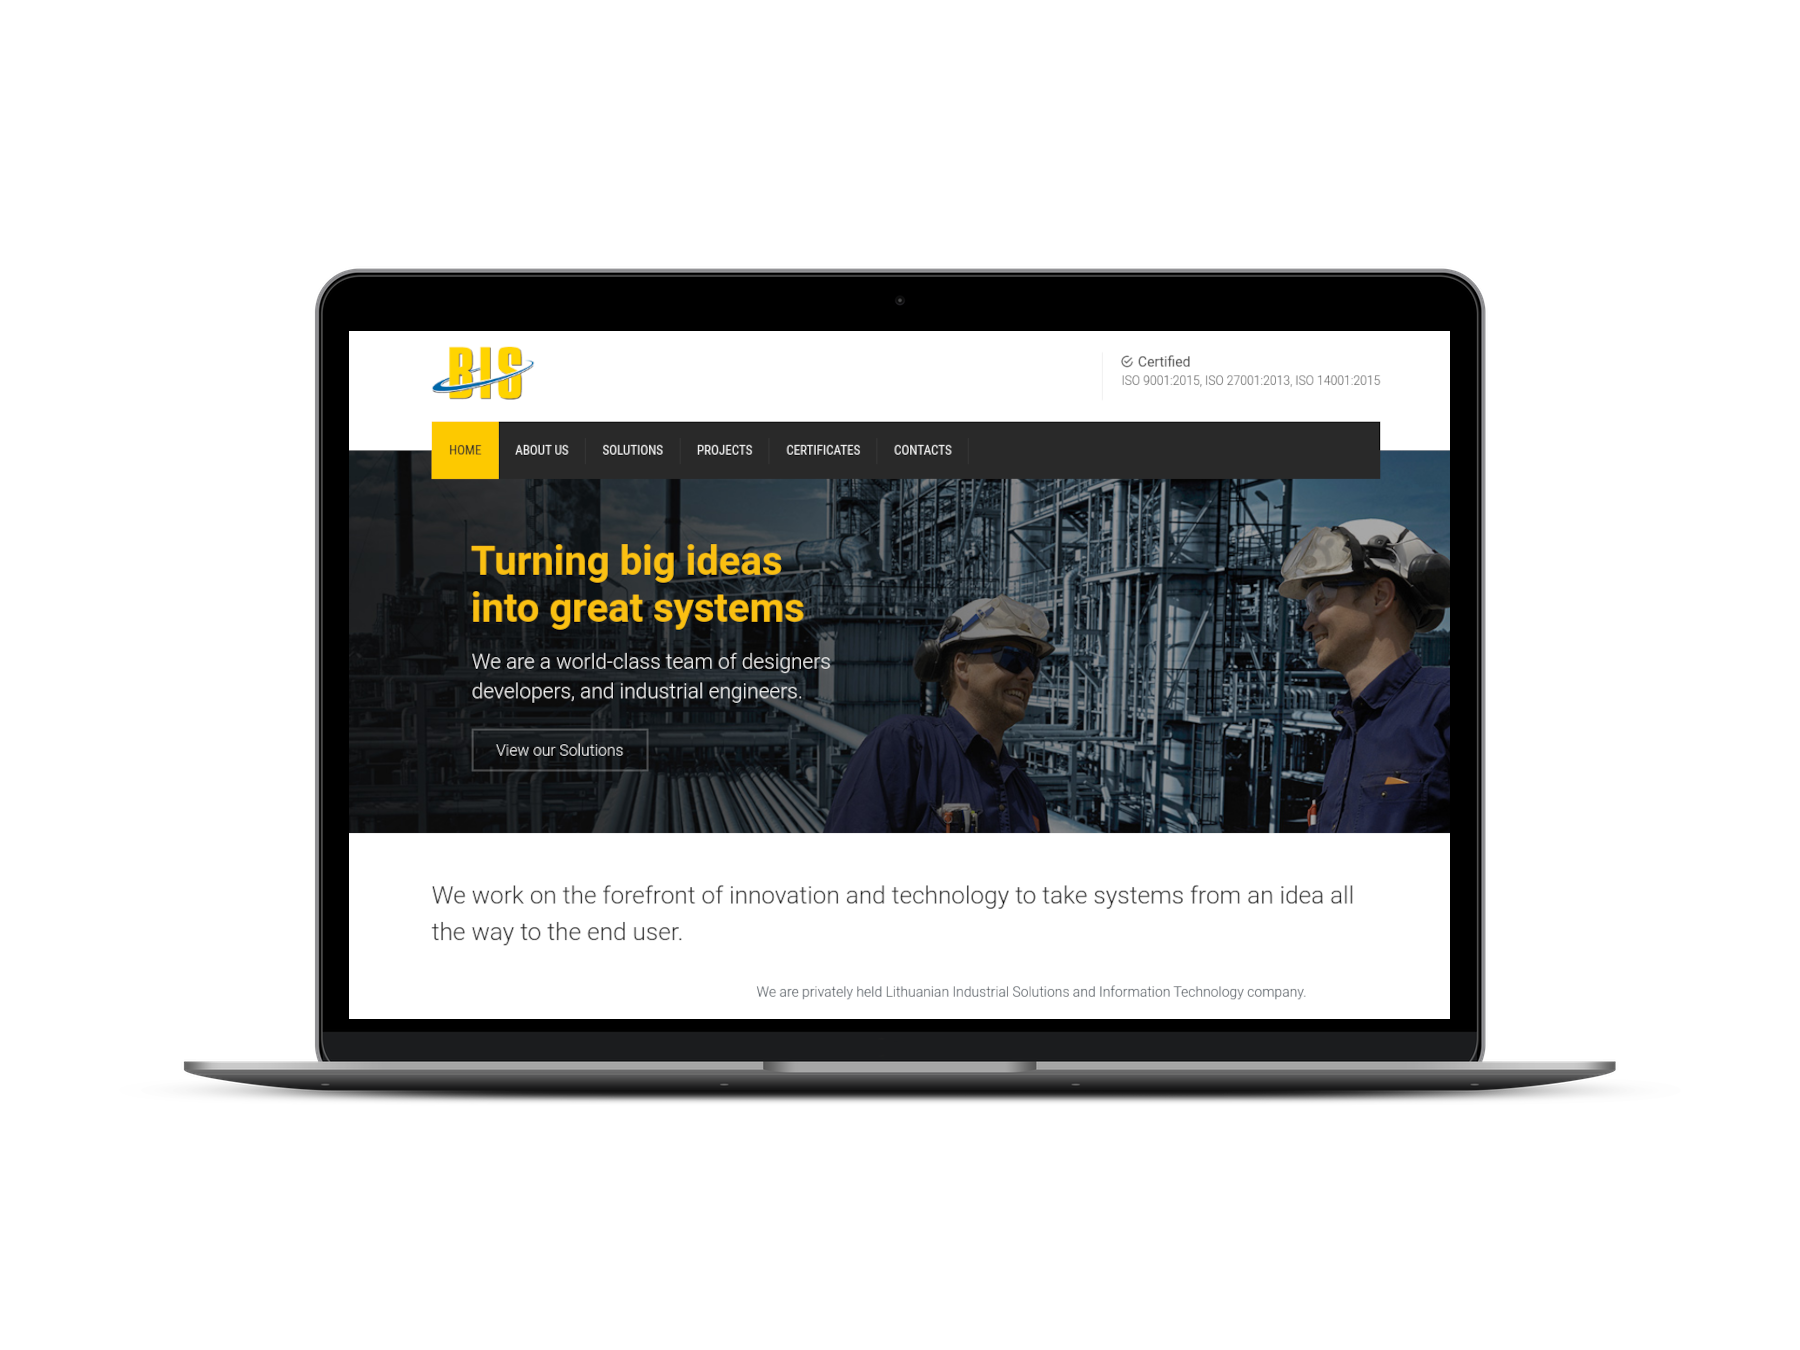 BIS
Certified
ISO 9001:2015, ISO 27001:2013, ISO 14001:2015
HOME ABOUT US SOLUTIONS PROJECTS CERTIFICATES CONTACTS
Turning big ideas
into great systems
We are a world-class team of designers
developers, and industrial engineers.
View our Solutions
We work on the forefront of innovation and technology to take systems from an idea all
the way to the end user.
We are privately held Lithuanian Industrial Solutions and Information Technology company.